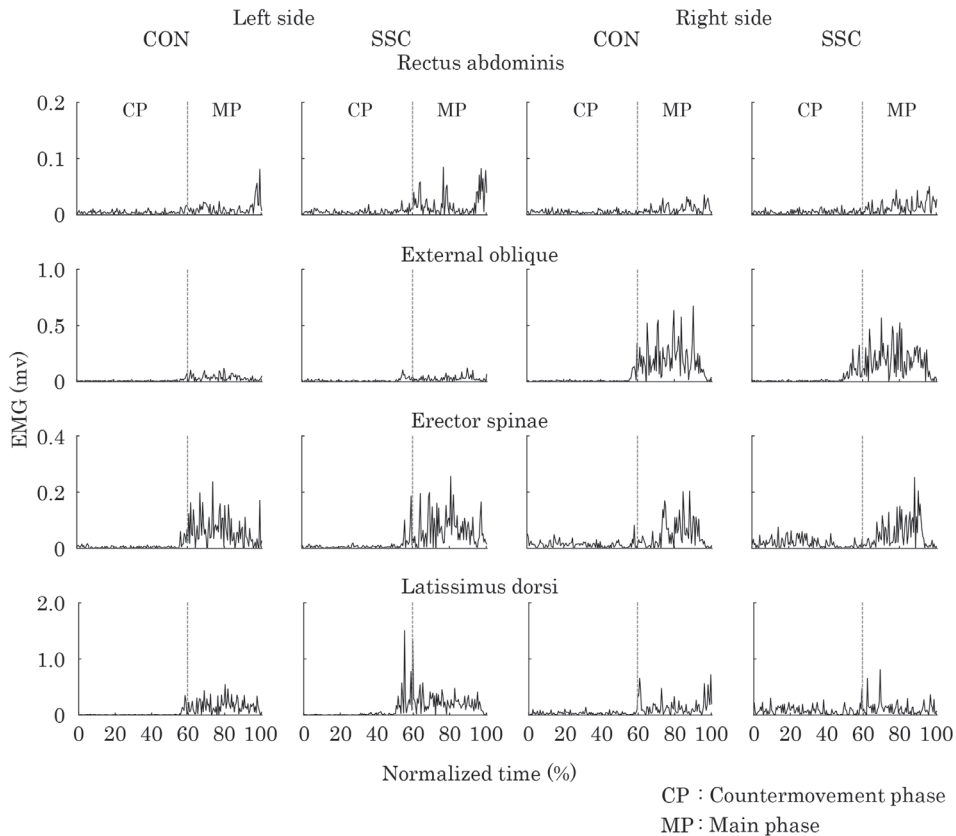 Left side Right side
CON SSC CON SSC
Rectus abdominis
0.2 CP MP CP MP CP MP CP MP
0.1
0
External oblique
1.0
0.5
0
EMG (mv)
Erector spinae
0.4
0.2
0
Latissimus dorsi
2.0
1.0
0
0 20 40 60 80 100 0 20 40 60 80 100 0 20 40 60 80 100 0 20 40 60 80 100
Normalized time (%)
CP : Countermovement phase
MP : Main phase